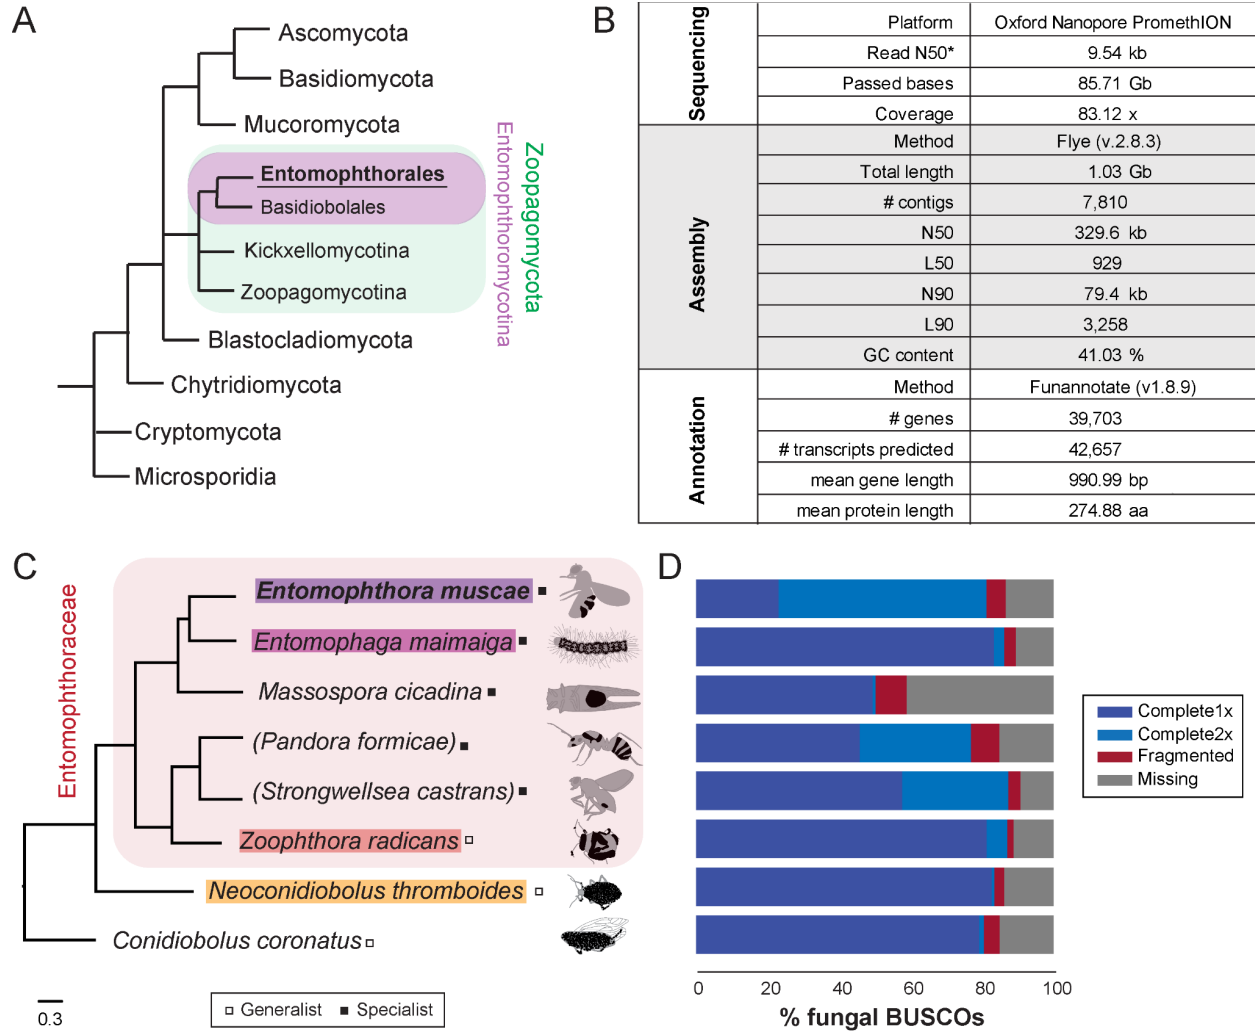 A
Ascomycota
Basidiomycota
Mucoromycota
Entomophthorales
Basidiobolales
Kickxellomycotina
Zoopagomycotina
Blastocladiomycota
Chytridiomycota
Cryptomycota
Microsporidia
Entomophthoromycotina
Zoopagomycota
B
Sequencing
Platform Oxford Nanopore PromethION
Read N50* 9.54 kb
Passed bases 85.71 Gb
Coverage 83.12 x
Assembly
Method Flye (v.2.8.3)
Total length 1.03 Gb
# contigs 7,810
N50 329.6 kb
L50 929
N90 79.4 kb
L90 3,258
GC content 41.03 %
Annotation
Method Funannotate (v1.8.9)
# genes 39,703
# transcripts predicted 42,657
mean gene length 990.99 bp
mean protein length 274.88 aa
C
Entomophthoraceae
Entomophthora muscae
Entomophaga maimaiga
Massospora cicadina
(Pandora formicae)
(Strongwellsea castrans)
Zoophthora radicans
Neoconidiobolus thromboides
Conidiobolus coronatus
0.3
Generalist Specialist
D
Complete1x
Complete2x
Fragmented
Missing
0 20 40 60 80 100
% fungal BUSCOs